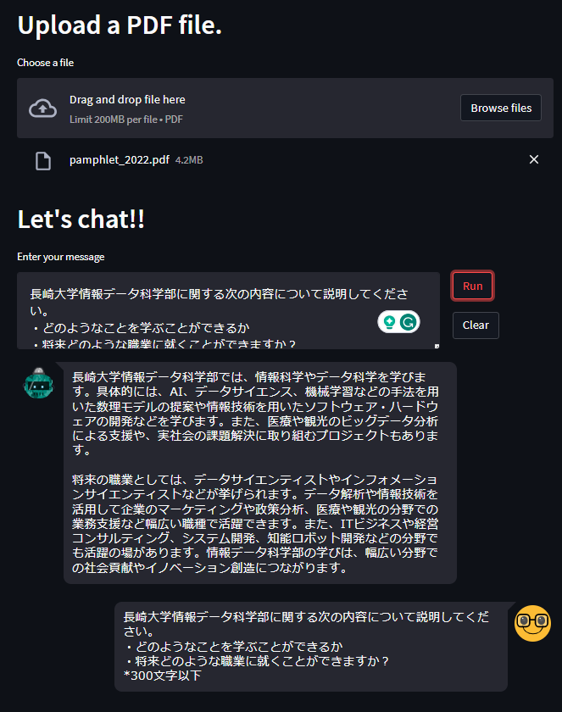 Upload a PDF file.
Choose a file
Drag and drop file here
Limit 200MB per file • PDF
Browse files
pamphlet_2022.pdf 4.2MB
Let's chat!!
Enter your message
長崎大学情報データ科学部に関する次の内容について説明してくださ
い。
・どのようなことを学ぶことができるか
・将来どのような職業に就くことができますか？
Run
Clear
長崎大学情報データ科学部では、情報科学やデータ科学を学びま
す。具体的には、AI、データサイエンス、機械学習などの手法を用
いた数理モデルの提案や情報技術を用いたソフトウェア・ハードウ
ェアの開発などを学びます。また、医療や観光のビッグデータ分析
による支援や、実社会の課題解決に取り組むプロジェクトもありま
す。
将来の職業としては、データサイエンティストやインフォメーショ
ンサイエンティストなどが挙げられます。データ解析や情報技術を
活用して企業のマーケティングや政策分析、医療や観光の分野での
業務支援など幅広い職種で活躍できます。また、ITビジネスや経営
コンサルティング、システム開発、知能ロボット開発などの分野で
も活躍の場があります。情報データ科学部の学びは、幅広い分野で
の社会貢献やイノベーション創造につながります。
長崎大学情報データ科学部に関する次の内容について説明してくだ
さい。
・どのようなことを学ぶことができるか
・将来どのような職業に就くことができますか？
*300文字以下